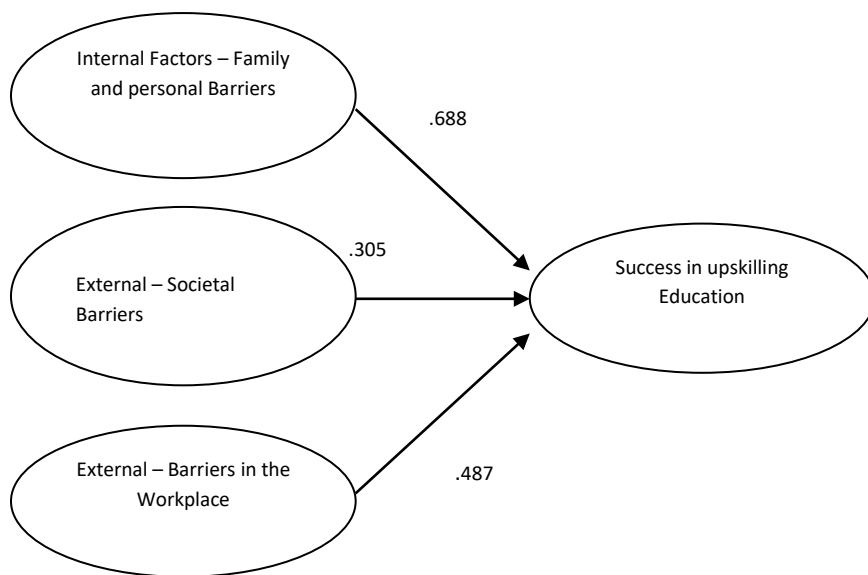 Internal Factors – Family
and personal Barriers
.688
.305
External – Societal
Barriers
Success in upskilling
Education
External – Barriers in the
Workplace
.487